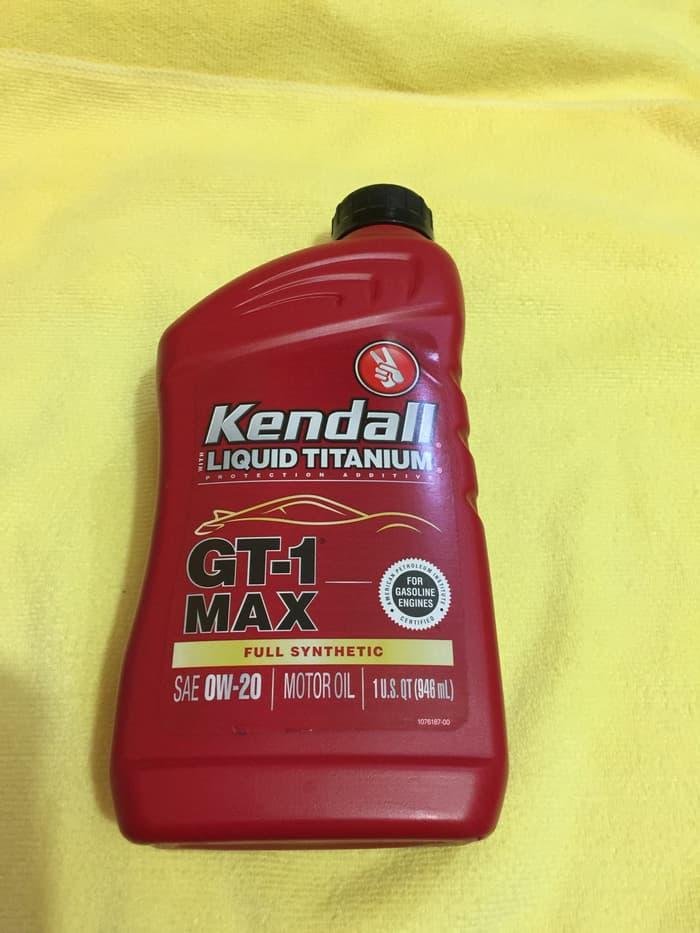 Kendall
WITH LIQUID TITANIUM®
PROTECTION ADDITIVE
GT-1®
MAX
AMERICAN PETROLEUM INSTITUTE
FOR
GASOLINE
ENGINES
CERTIFIED
FULL SYNTHETIC
SAE 0W-20 MOTOR OIL 1 U.S. QT (946 mL)
1076187-00